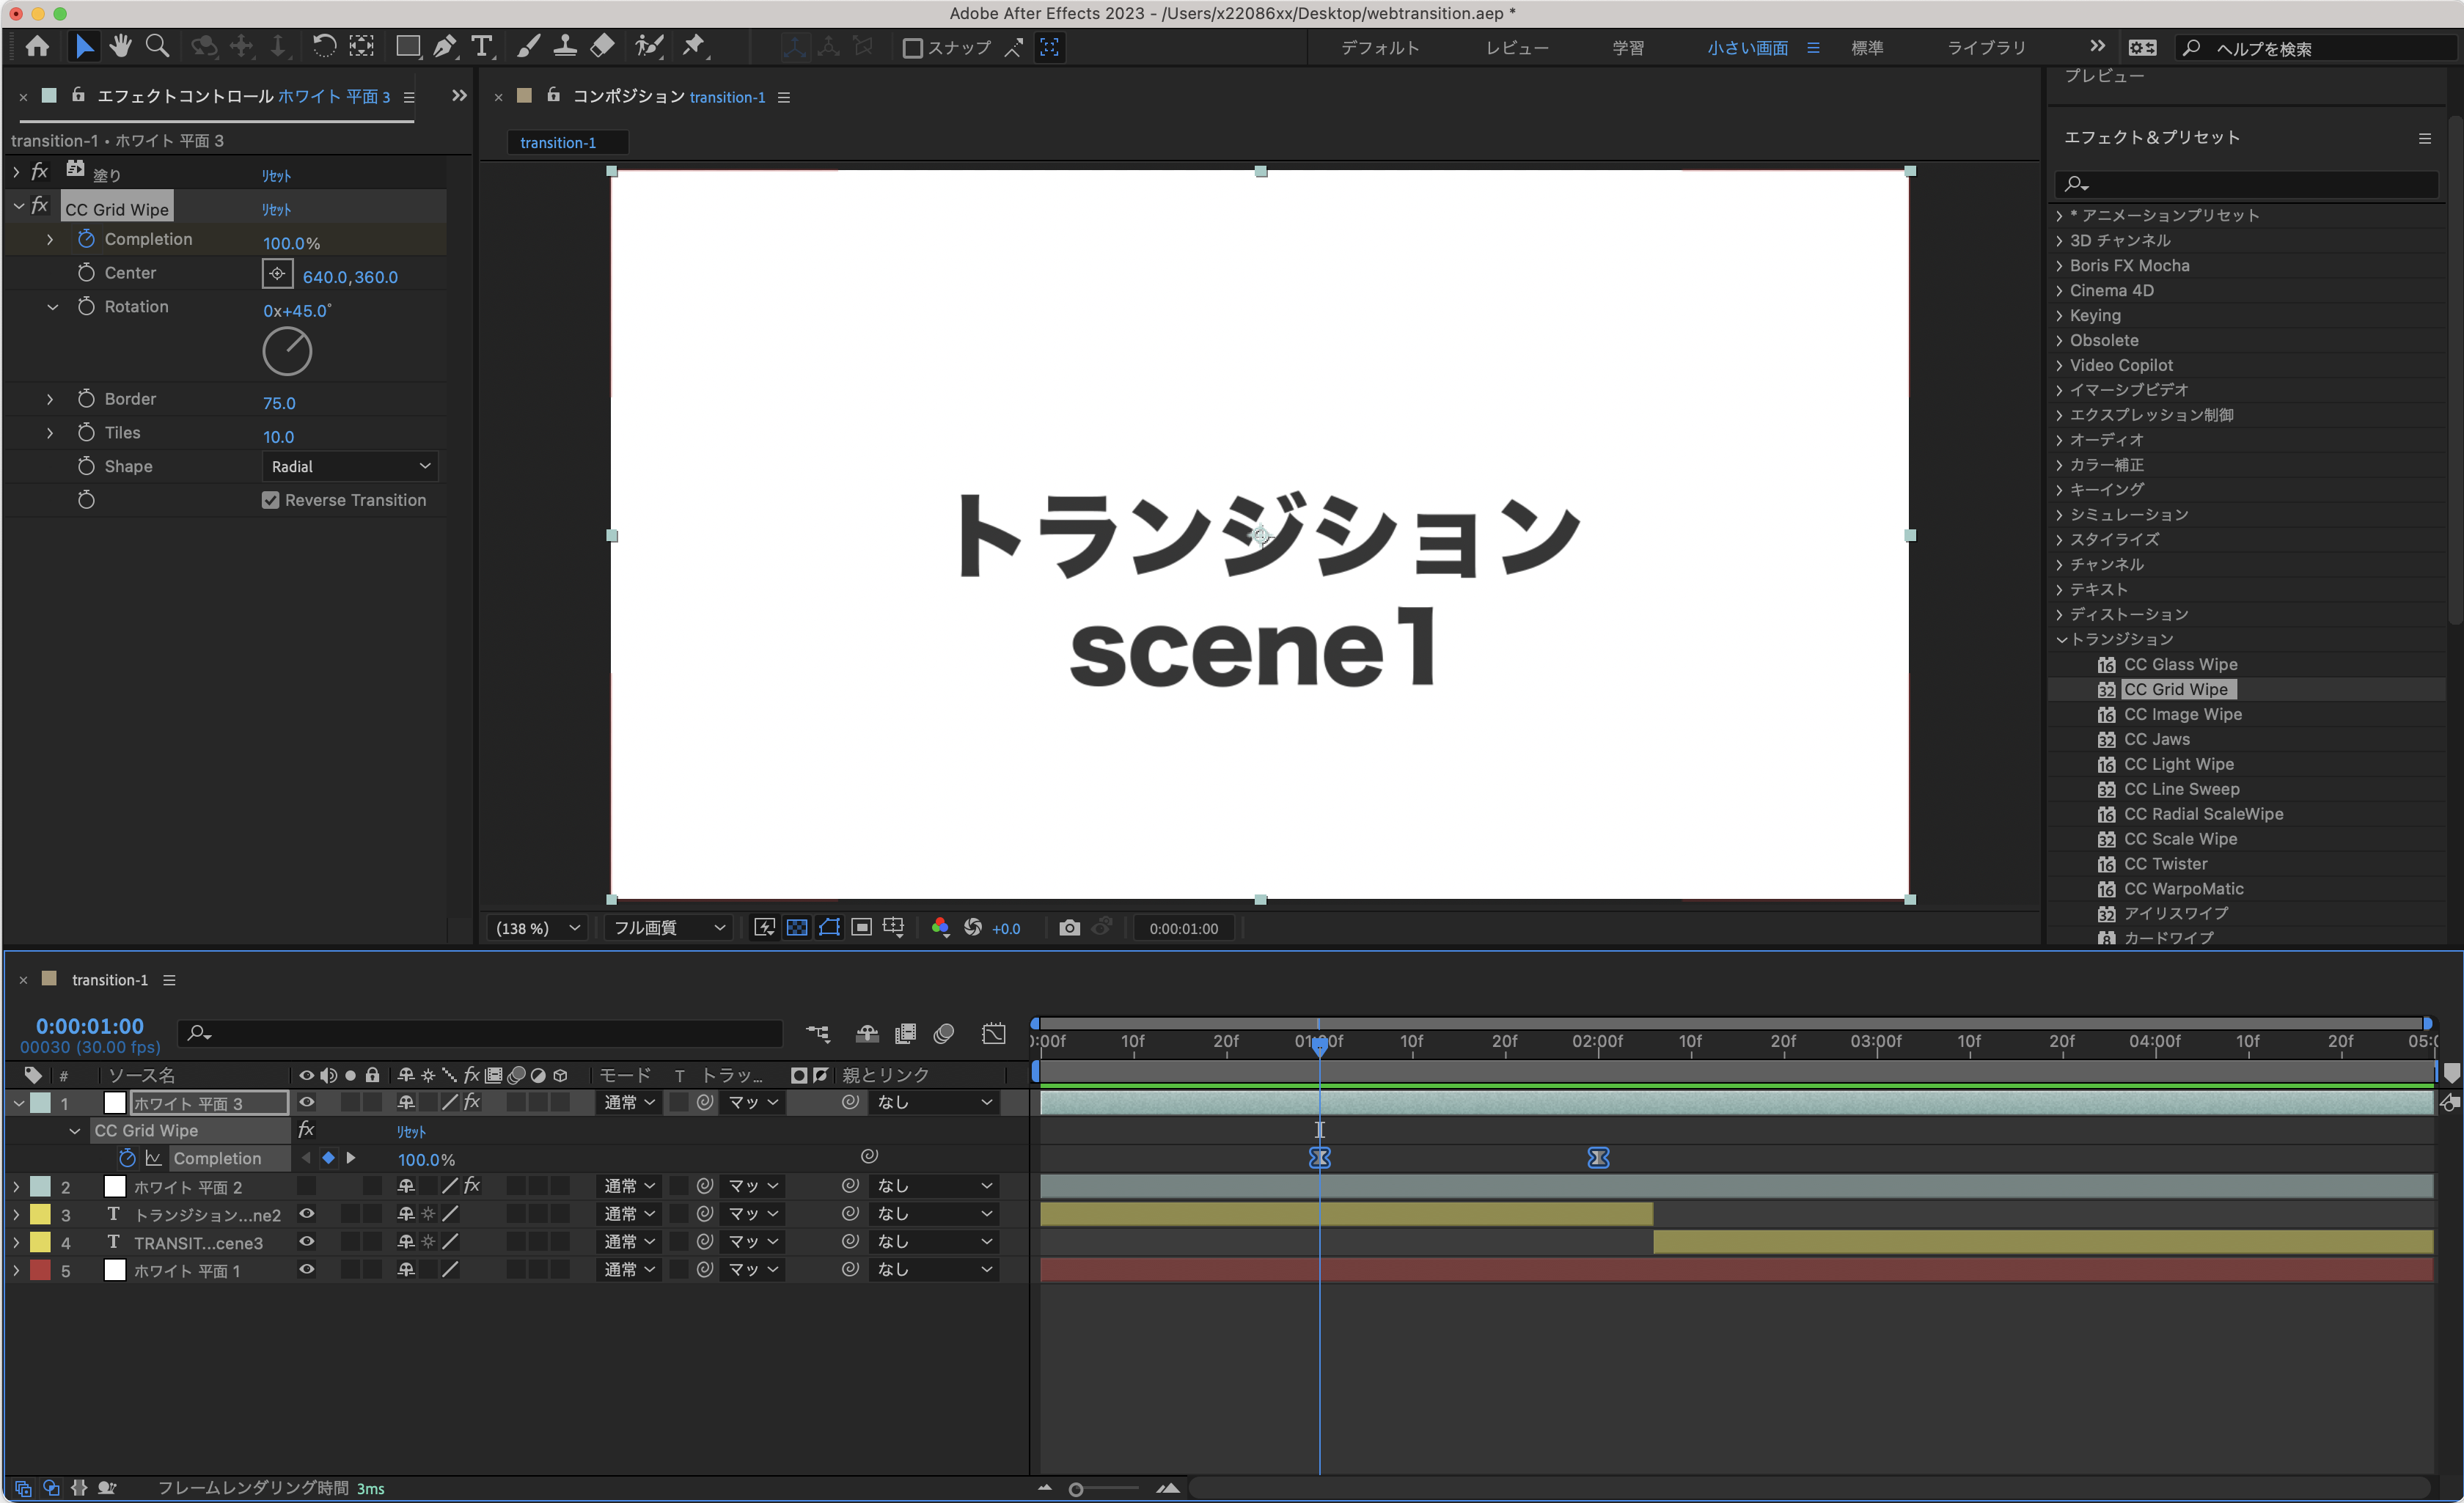 Adobe After Effects 2023 - /Users/x22086xx/Desktop/webtransition.aep *
スナップ
デフォルト
レビュー
学習
小さい画面
標準
ライブラリ
ヘルプを検索
エフェクトコントロール ホワイト 平面 3
transition-1 • ホワイト 平面 3
fx 塗り リセット
fx CC Grid Wipe リセット
Completion 100.0%
Center 640.0,360.0
Rotation 0x+45.0°
Border 75.0
Tiles 10.0
Shape Radial
Reverse Transition
コンポジション transition-1
transition-1
トランジション
scene1
(138 %) フル画質 +0.0 0:00:01:00
プレビュー
エフェクト＆プリセット
* アニメーションプリセット
3D チャンネル
Boris FX Mocha
Cinema 4D
Keying
Obsolete
Video Copilot
イマーシブビデオ
エクスプレッション制御
オーディオ
カラー補正
キーイング
シミュレーション
スタイライズ
チャンネル
テキスト
ディストーション
トランジション
16 CC Glass Wipe
32 CC Grid Wipe
16 CC Image Wipe
32 CC Jaws
16 CC Light Wipe
32 CC Line Sweep
16 CC Radial ScaleWipe
32 CC Scale Wipe
16 CC Twister
16 CC WarpoMatic
32 アイリスワイプ
8 カードワイプ
transition-1
0:00:01:00
00030 (30.00 fps)
:00f 10f 20f 01:00f 10f 20f 02:00f 10f 20f 03:00f 10f 20f 04:00f 10f 20f 05:0
# ソース名 fx モード T トラッ... 親とリンク
1 ホワイト 平面 3 fx 通常 マッ なし
CC Grid Wipe fx リセット
Completion 100.0%
2 ホワイト 平面 2 fx 通常 マッ なし
3 T トランジション...ne2 通常 マッ なし
4 T TRANSIT...cene3 通常 マッ なし
5 ホワイト 平面 1 通常 マッ なし
フレームレンダリング時間 3ms